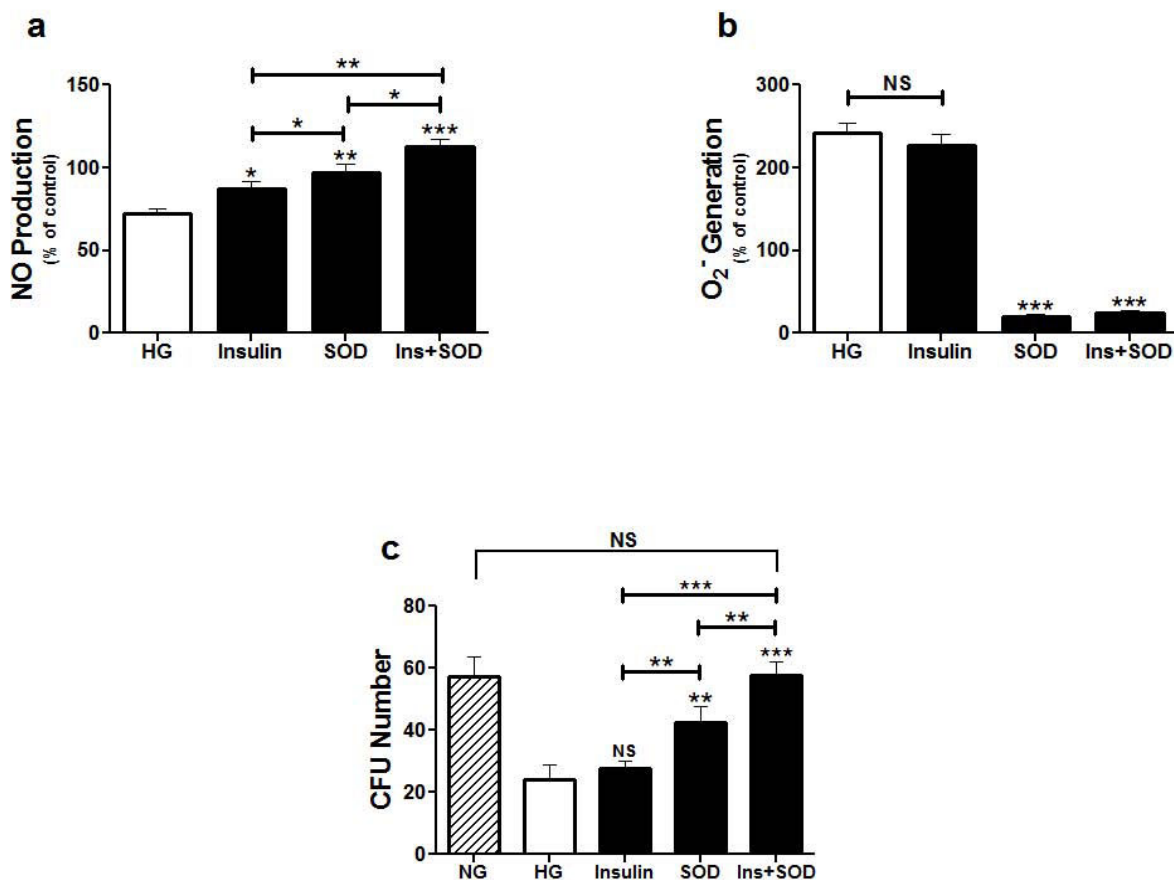 a
NO Production
(% of control)
150
100
50
0
**
*
*
*
**
***
HG Insulin SOD Ins+SOD
b
O₂⁻ Generation
(% of control)
300
200
100
0
NS
***
***
HG Insulin SOD Ins+SOD
c
CFU Number
80
60
40
20
0
NS
***
**
**
NS
**
***
NG HG Insulin SOD Ins+SOD